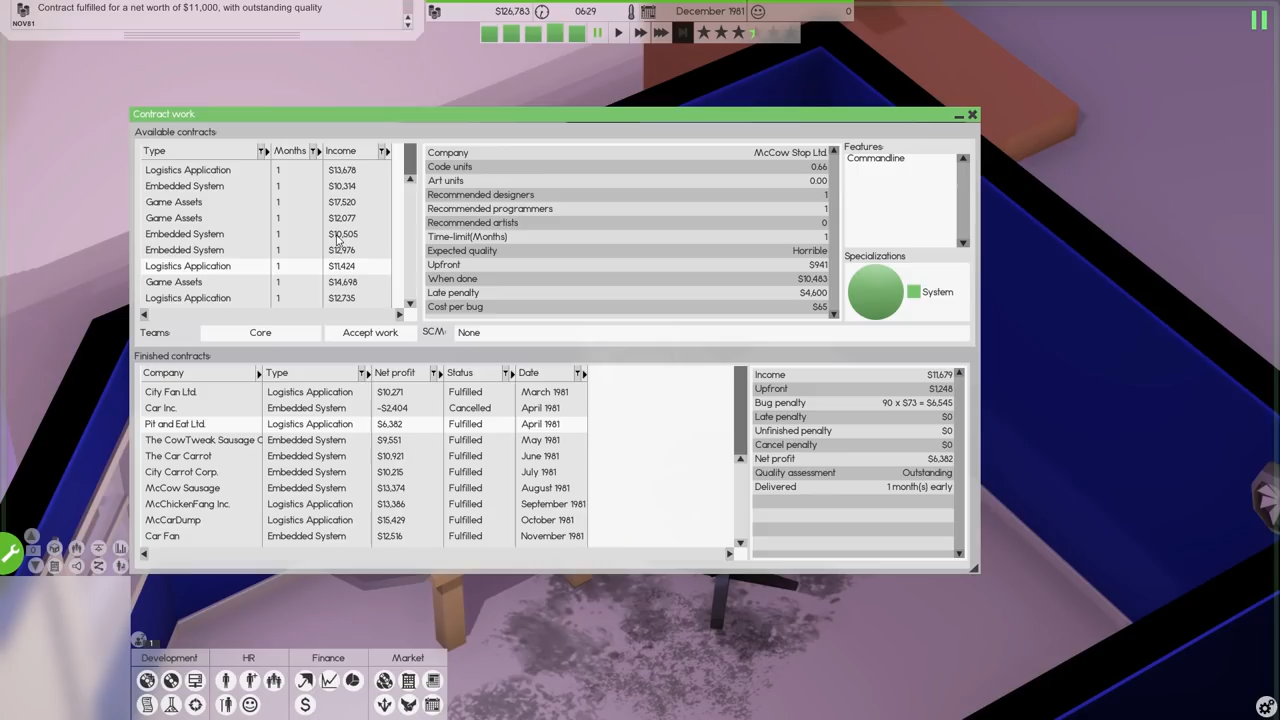 Contract fulfilled for a net worth of $11,000, with outstanding quality
NOV81
$126,783 0629 December 1981 0
Contract work
Available contracts:
Type Months Income
Logistics Application 1 $13,678
Embedded System 1 $10,314
Game Assets 1 $17,520
Game Assets 1 $12,077
Embedded System 1 $10,505
Embedded System 1 $12,976
Logistics Application 1 $11,424
Game Assets 1 $14,698
Logistics Application 1 $12,735
Company McCow Stop Ltd.
Code units 0.66
Art units 0.00
Recommended designers 1
Recommended programmers 1
Recommended artists 0
Time-limit(Months) 1
Expected quality Horrible
Upfront $941
When done $10,483
Late penalty $4,600
Cost per bug $65
Features:
Commandline
Specializations:
System
Teams: Core Accept work SCM: None
Finished contracts:
Company Type Net profit Status Date
City Fan Ltd. Logistics Application $10,271 Fulfilled March 1981
Car Inc. Embedded System -$2,404 Cancelled April 1981
Pit and Eat Ltd. Logistics Application $6,382 Fulfilled April 1981
The CowTweak Sausage C Embedded System $9,551 Fulfilled May 1981
The Car Carrot Embedded System $10,921 Fulfilled June 1981
City Carrot Corp. Embedded System $10,215 Fulfilled July 1981
McCow Sausage Embedded System $13,374 Fulfilled August 1981
McChickenFang Inc. Logistics Application $13,386 Fulfilled September 1981
McCarDump Logistics Application $15,429 Fulfilled October 1981
Car Fan Embedded System $12,516 Fulfilled November 1981
Income $11,679
Upfront $1,248
Bug penalty 90 x $73 = $6,545
Late penalty $0
Unfinished penalty $0
Cancel penalty $0
Net profit $6,382
Quality assessment Outstanding
Delivered 1 month(s) early
0
1
Development HR Finance Market